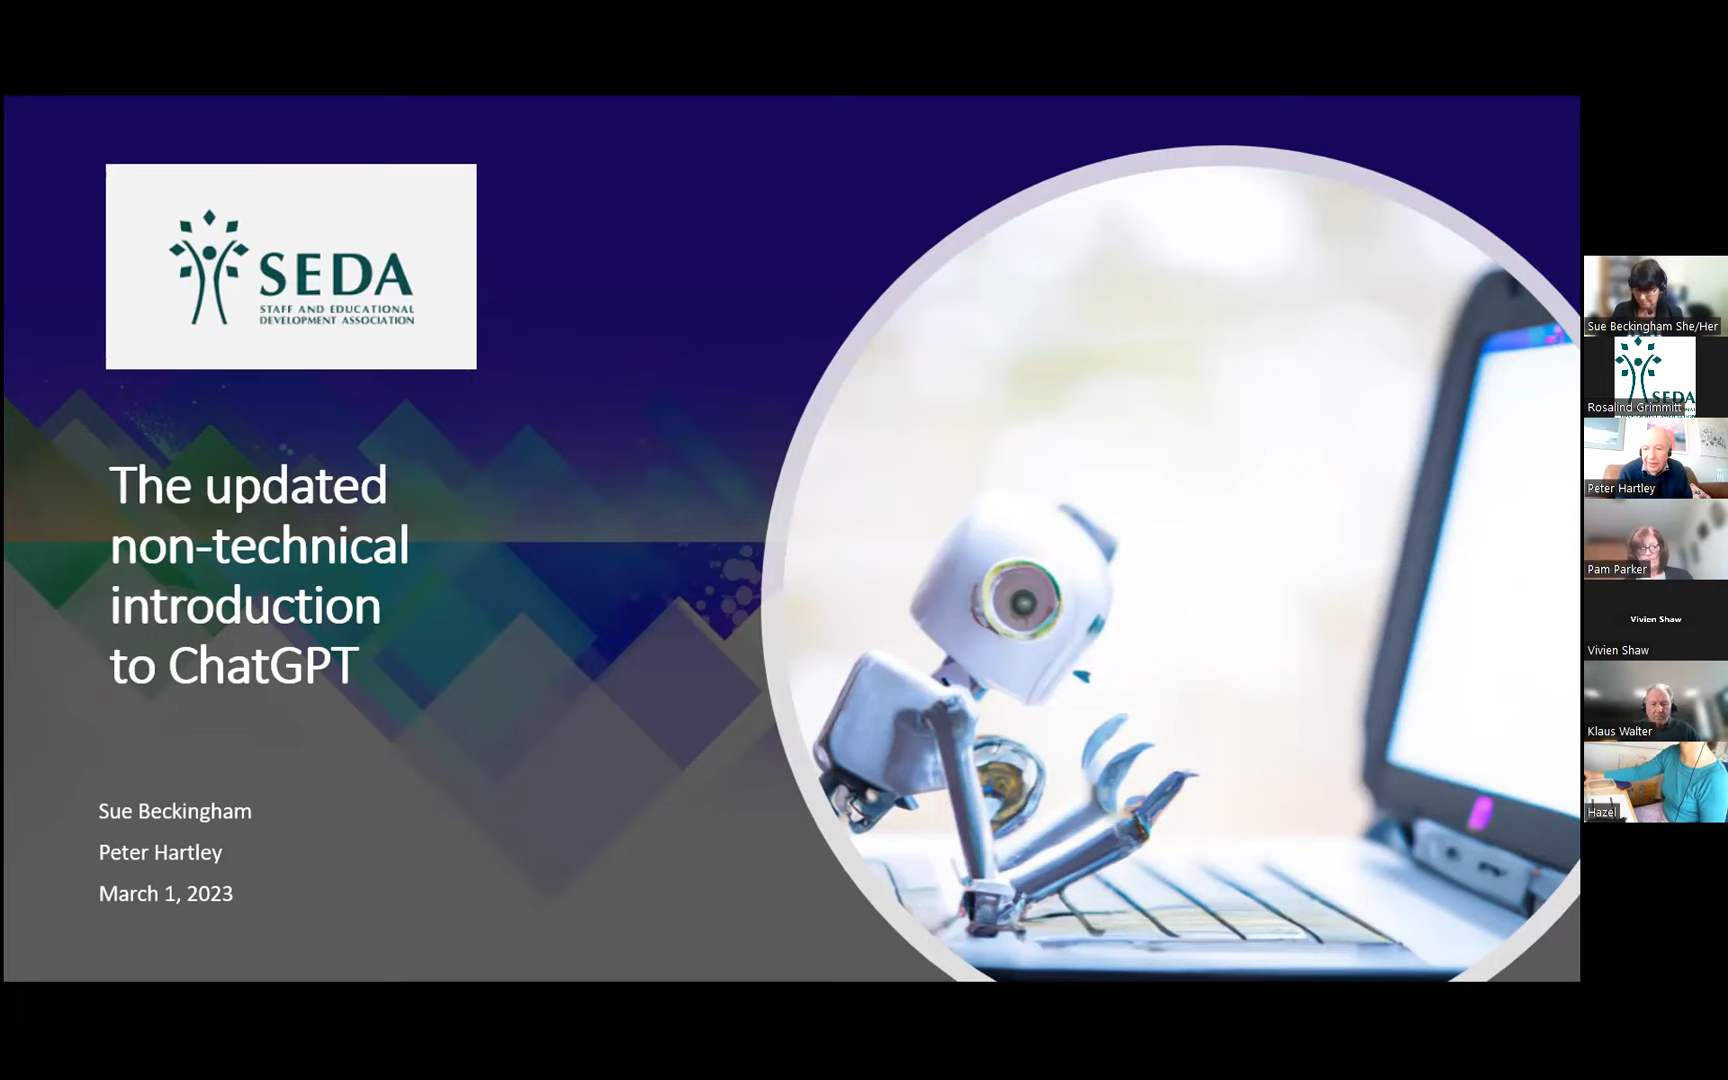 SEDA
STAFF AND EDUCATIONAL
DEVELOPMENT ASSOCIATION
The updated
non-technical
introduction
to ChatGPT
Sue Beckingham
Peter Hartley
March 1, 2023
Sue Beckingham She/Her
SEDA
Rosalind Grimmitt
Peter Hartley
Pam Parker
Vivien Shaw
Vivien Shaw
Klaus Walter
Hazel